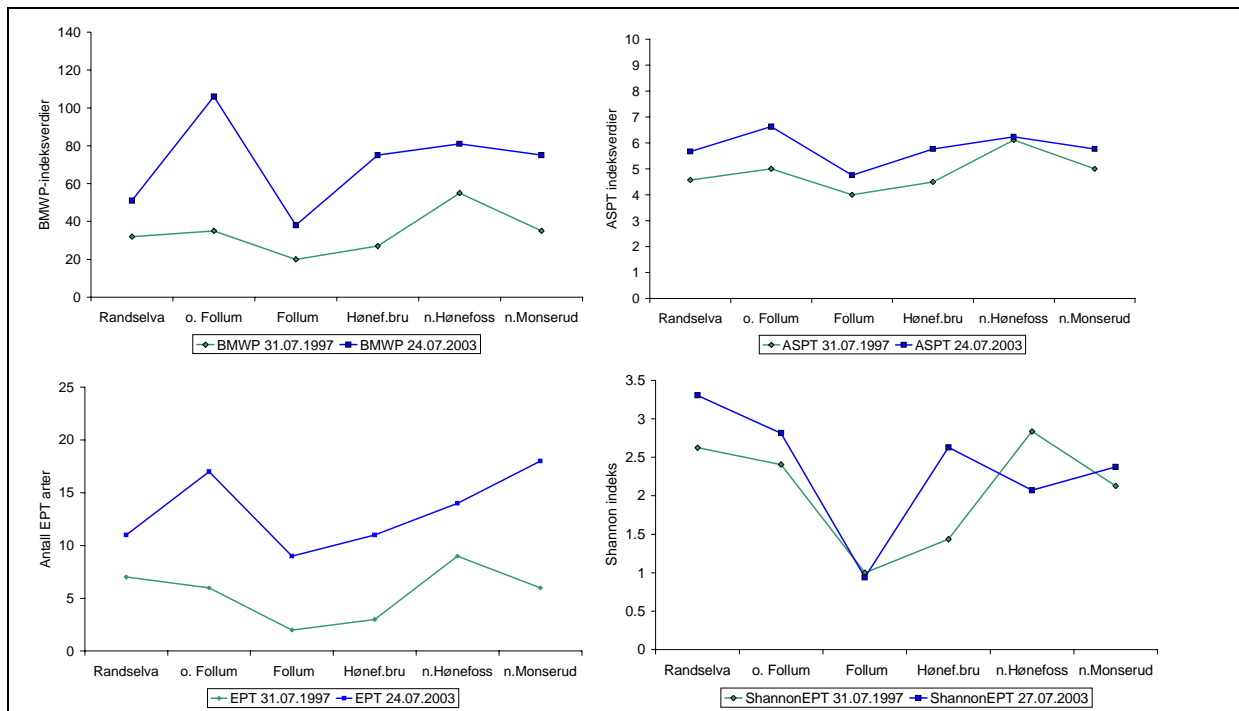 140
120
100
80
60
40
20
0
BMWP-indeksverdier
Randselva o. Follum Follum Hønef.bru n.Hønefoss n.Monserud
BMWP 31.07.1997 BMWP 24.07.2003
10
9
8
7
6
5
4
3
2
1
0
ASPT indeksverdier
Randselva o. Follum Follum Hønef.bru n.Hønefoss n.Monserud
ASPT 31.07.1997 ASPT 24.07.2003
25
20
15
10
5
0
Antall EPT arter
Randselva o. Follum Follum Hønef.bru n.Hønefoss n.Monserud
EPT 31.07.1997 EPT 24.07.2003
3.5
3
2.5
2
1.5
1
0.5
0
Shannon indeks
Randselva o. Follum Follum Hønef.bru n.Hønefoss n.Monserud
ShannonEPT 31.07.1997 ShannonEPT 27.07.2003